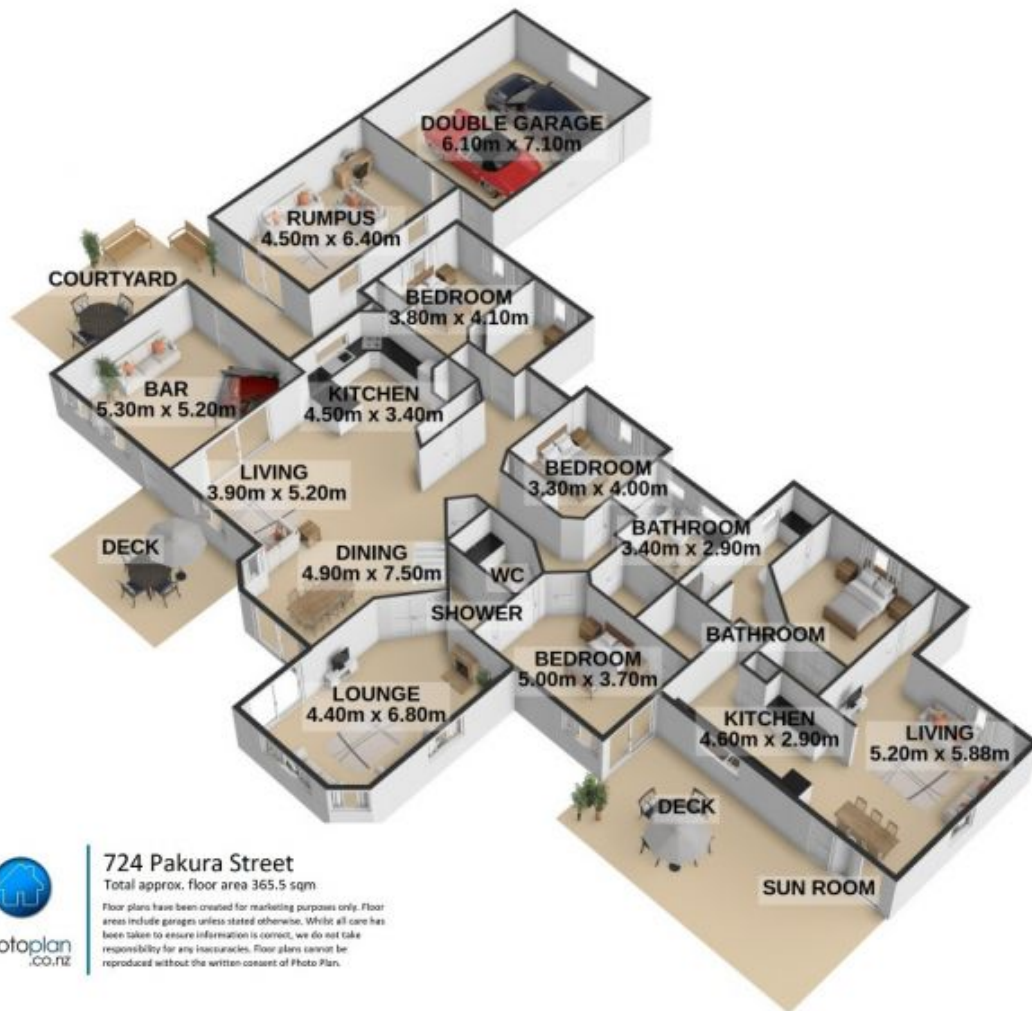 DOUBLE GARAGE
6.10m x 7.10m
RUMPUS
4.50m x 6.40m
COURTYARD
BEDROOM
3.80m x 4.10m
BAR
5.30m x 5.20m
KITCHEN
4.50m x 3.40m
LIVING
3.90m x 5.20m
BEDROOM
3.30m x 4.00m
BATHROOM
3.40m x 2.90m
DECK
DINING
4.90m x 7.50m
WC
SHOWER
BATHROOM
BEDROOM
5.00m x 3.70m
LOUNGE
4.40m x 6.80m
KITCHEN
4.60m x 2.90m
LIVING
5.20m x 5.88m
DECK
SUN ROOM
724 Pakura Street
Total approx. floor area 365.5 sqm
Floor plans have been created for marketing purposes only. Floor
areas include garages unless stated otherwise. Whilst all care has
been taken to ensure information is correct, we do not take
responsibility for any inaccuracies. Floor plans cannot be
reproduced without the written consent of Photo Plan.
otoplan
.co.nz